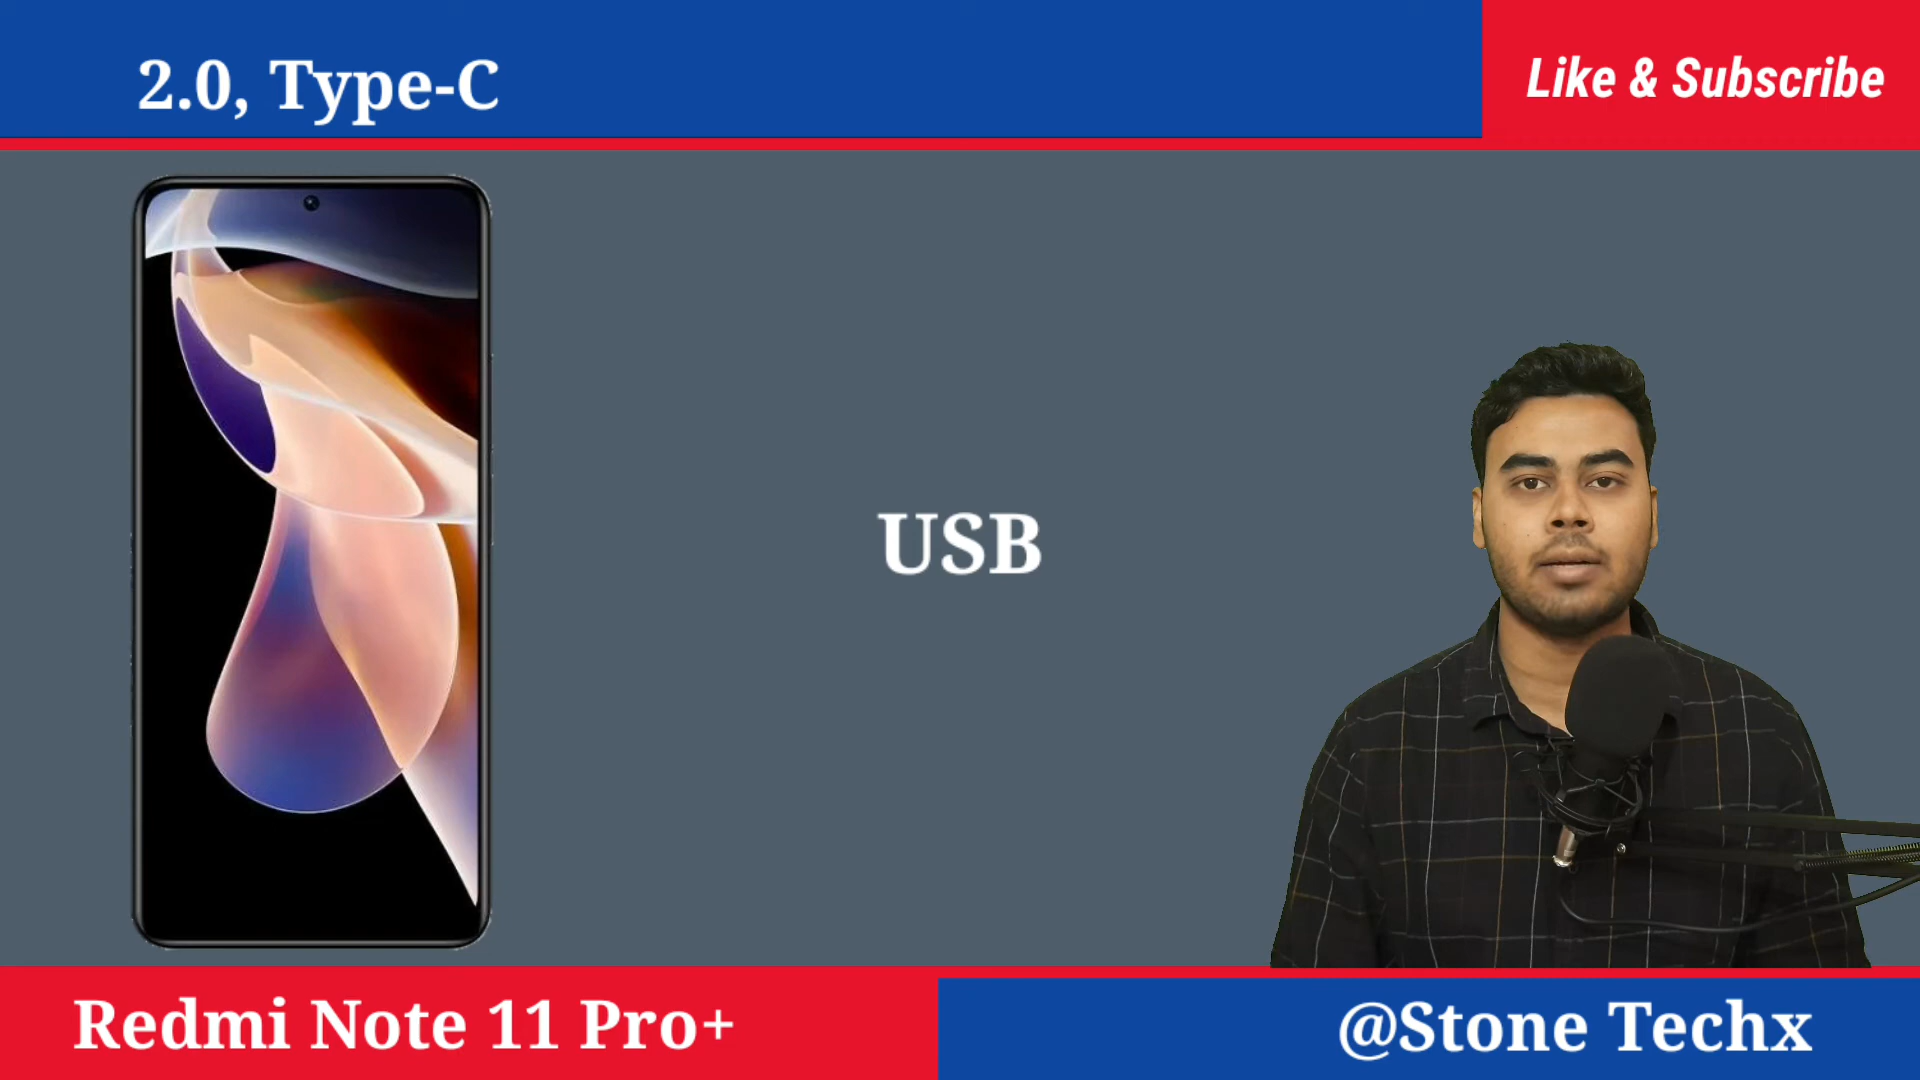 2.0, Type-C
Like & Subscribe
USB
Redmi Note 11 Pro+
@Stone Techx